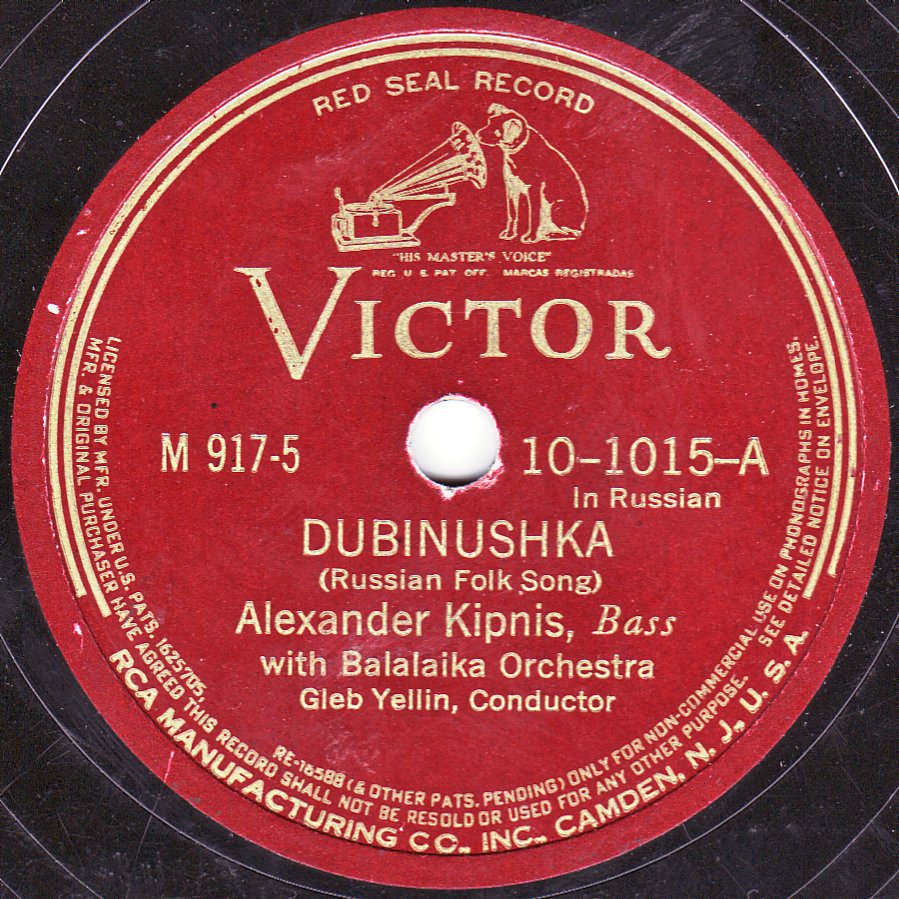 RED SEAL RECORD
"HIS MASTER'S VOICE"
REG. U. S. PAT. OFF. MARCAS REGISTRADAS
VICTOR
M 917-5
10-1015-A
In Russian
DUBINUSHKA
(Russian Folk Song)
Alexander Kipnis, Bass
with Balalaika Orchestra
Gleb Yellin, Conductor
LICENSED BY MFR. UNDER U.S. PATS. 1625705, RE-16588 (& OTHER PATS. PENDING) ONLY FOR NON-COMMERCIAL USE ON PHONOGRAPHS IN HOMES.
MFR. & ORIGINAL PURCHASER HAVE AGREED THIS RECORD SHALL NOT BE RESOLD OR USED FOR ANY OTHER PURPOSE. SEE DETAILED NOTICE ON ENVELOPE.
RCA MANUFACTURING CO., INC., CAMDEN, N. J., U. S. A.